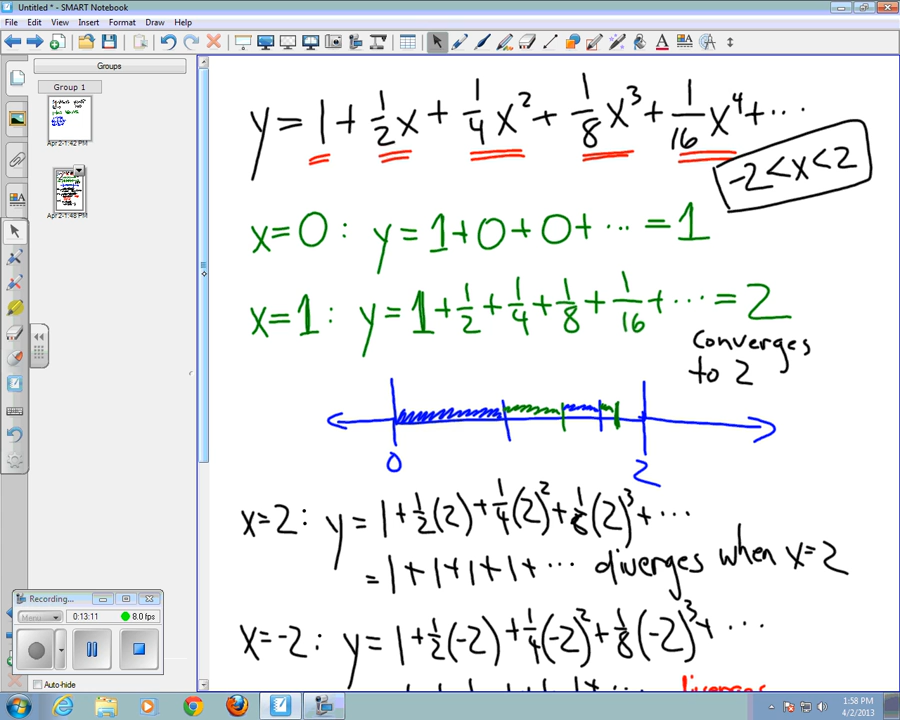 Untitled * - SMART Notebook
File Edit View Insert Format Draw Help
Groups
Group 1
Apr 2-1:42
Apr 2-1:48
y = 1 + 1/2 x + 1/4 x² + 1/8 x³ + 1/16 x⁴ + ...
-2 < x < 2
x=0: y = 1+0+0+ ... = 1
x=1: y = 1 + 1/2 + 1/4 + 1/8 + 1/16 + ... = 2
converges
to 2
0 2
x=2: y = 1 + 1/2(2) + 1/4(2)² + 1/8(2)³ + ...
= 1+1+1+1+ ... diverges when x=2
x=-2: y = 1 + 1/2(-2) + 1/4(-2)² + 1/8(-2)³ + ...
diverges
Recording...
Menu
0:13:11 8.0 fps
Auto-hide
1:58 PM
4/2/2013